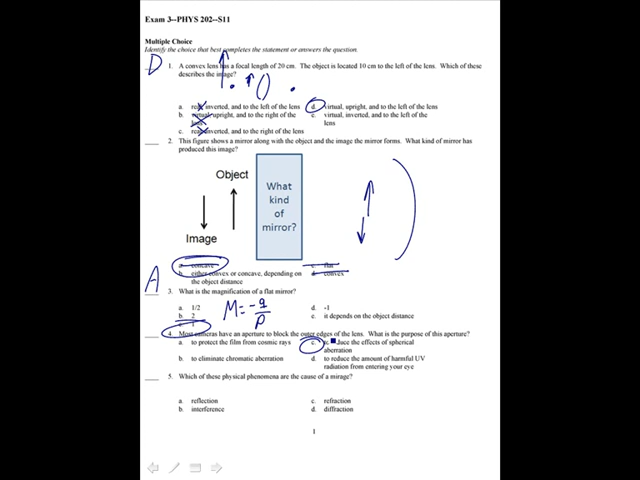 Exam 3--PHYS 202--S11
Multiple Choice
Identify the choice that best completes the statement or answers the question.
D 1. A convex lens has a focal length of 20 cm. The object is located 10 cm to the left of the lens. Which of these
describes the image?
a. real, inverted, and to the left of the lens
d. virtual, upright, and to the left of the lens
b. virtual, upright, and to the right of the
lens
e. virtual, inverted, and to the left of the
lens
c. real, inverted, and to the right of the lens
2. This figure shows a mirror along with the object and the image the mirror forms. What kind of mirror has
produced this image?
Object
What
kind
of
mirror?
Image
a. concave
c. flat
b. either convex or concave, depending on
the object distance
d. convex
A
3. What is the magnification of a flat mirror?
a. 1/2
d. -1
b. 2
e. it depends on the object distance
c. 1
M = -q/p
4. Most cameras have an aperture to block the outer edges of the lens. What is the purpose of this aperture?
a. to protect the film from cosmic rays
c. duce the effects of spherical
aberration
b. to eliminate chromatic aberration
d. to reduce the amount of harmful UV
radiation from entering your eye
5. Which of these physical phenomena are the cause of a mirage?
a. reflection
c. refraction
b. interference
d. diffraction
1